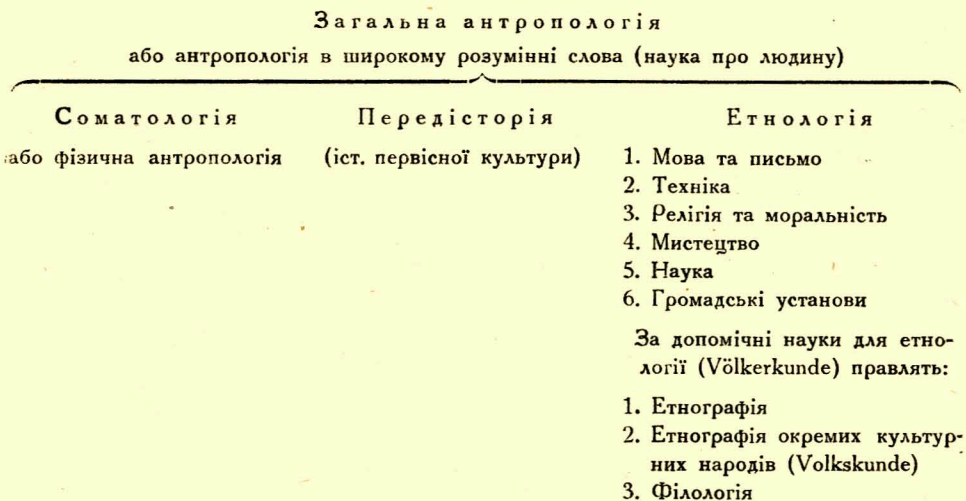 Загальна антропологія
або антропологія в широкому розумінні слова (наука про людину)
Соматологія
або фізична антропологія
Передісторія
(іст. первісної культури)
Етнологія
1. Мова та письмо
2. Техніка
3. Релігія та моральність
4. Мистецтво
5. Наука
6. Громадські установи
За допомічні науки для етно-
логії (Völkerkunde) правлять:
1. Етнографія
2. Етнографія окремих культур-
них народів (Volkskunde)
3. Філологія